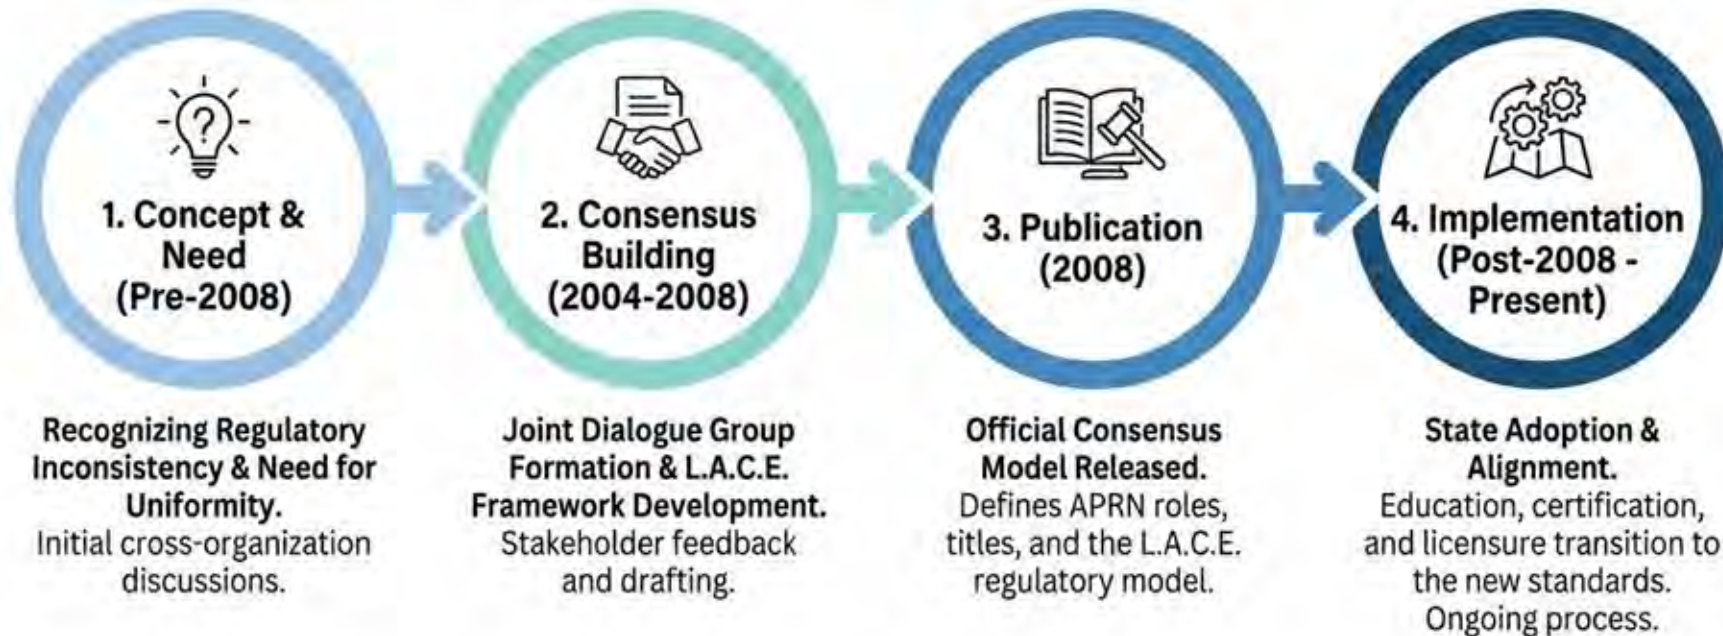 ?
1. Concept &
Need
(Pre-2008)
Recognizing Regulatory
Inconsistency & Need for
Uniformity.
Initial cross-organization
discussions.
2. Consensus
Building
(2004-2008)
Joint Dialogue Group
Formation & L.A.C.E.
Framework Development.
Stakeholder feedback
and drafting.
3. Publication
(2008)
Official Consensus
Model Released.
Defines APRN roles,
titles, and the L.A.C.E.
regulatory model.
4. Implementation
(Post-2008 -
Present)
State Adoption &
Alignment.
Education, certification,
and licensure transition to
the new standards.
Ongoing process.